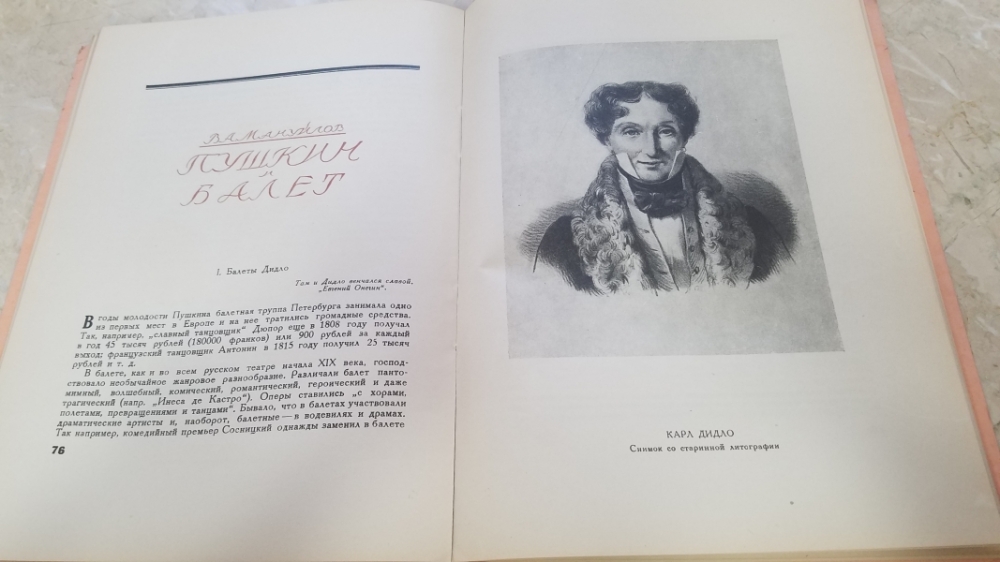 В. А. МАНУЙЛОВ
ПУШКИН
И
БАЛЕТ
I. Балеты Дидло
Там и Дидло венчался славой.
„Евгений Онегин“.
В годы молодости Пушкина балетная труппа Петербурга занимала одно
из первых мест в Европе и на нее тратились громадные средства.
Так, например, „славный танцовщик“ Дюпор еще в 1808 году получал
в год 45 тысяч рублей (180000 франков) или 900 рублей за каждый
выход; французский танцовщик Антонин в 1815 году получил 25 тысяч
рублей и т. д.
В балете, как и во всем русском театре начала XIX века, господ-
ствовало необычайное жанровое разнообразие. Различали балет панто-
мимный, волшебный, комический, романтический, героический и даже
трагический (напр. „Инеса де Кастро“). Оперы ставились „с хорами,
полетами, превращениями и танцами“. Бывало, что в балетах участвовали
драматические артисты и, наоборот, балетные — в водевилях и драмах.
Так например, комедийный премьер Сосницкий однажды заменил в балете
76
КАРЛ ДИДЛО
Снимок со старинной литографии